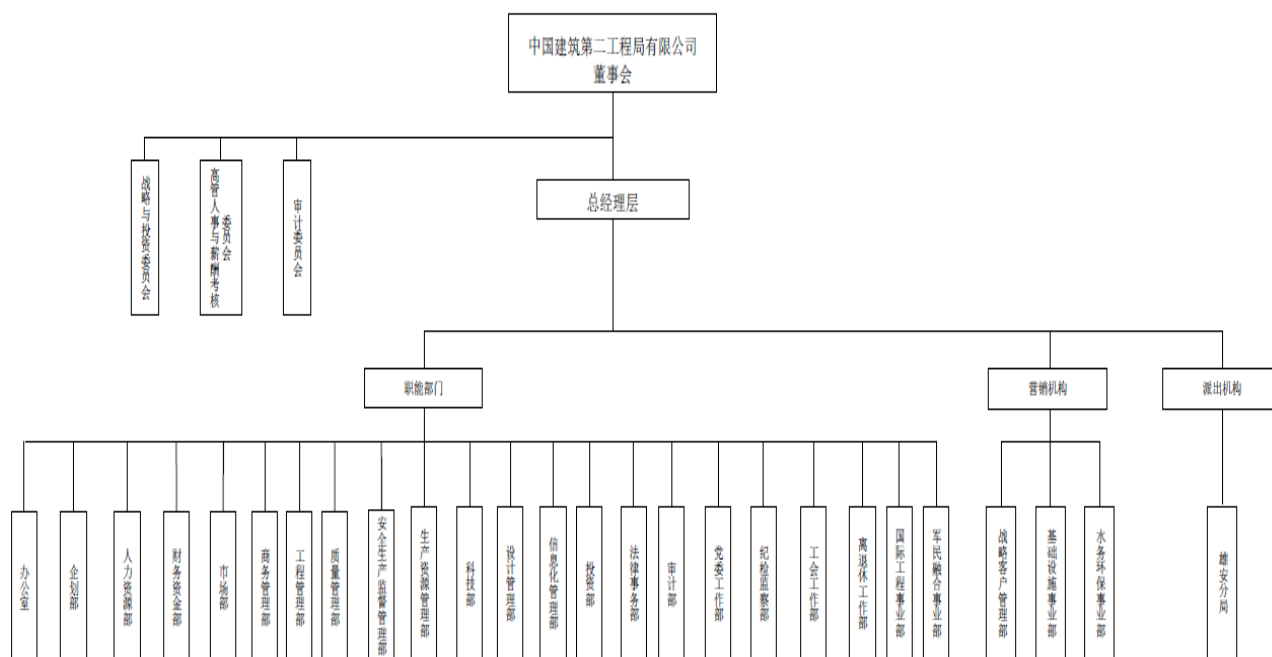 中国建筑第二工程局有限公司
董事会
战略与投资委员会
高管人事与薪酬考核
委员会
审计委员会
总经理层
职能部门
营销机构
派出机构
办公室
企划部
人力资源部
财务资金部
市场部
商务管理部
工程管理部
质量管理部
安全生产监督管理部
生产资源管理部
科技部
设计管理部
信息化管理部
投资部
法律事务部
审计部
党委工作部
纪检监察部
工会工作部
离退休工作部
国际工程事业部
军民融合事业部
战略客户管理部
基础设施事业部
水务环保事业部
雄安分局